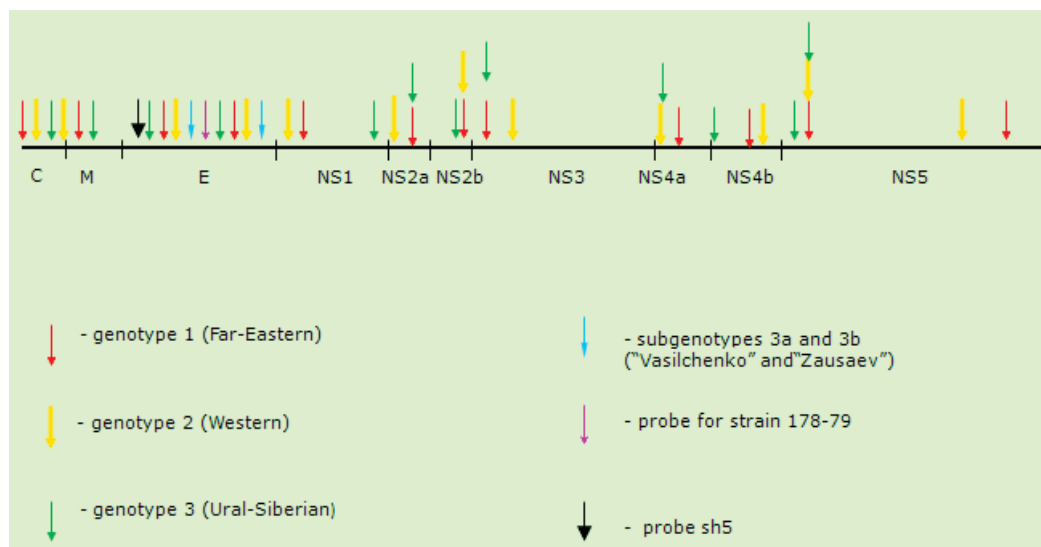 C M E NS1 NS2a NS2b NS3 NS4a NS4b NS5
- genotype 1 (Far-Eastern)
- genotype 2 (Western)
- genotype 3 (Ural-Siberian)
- subgenotypes 3a and 3b
("Vasilchenko" and"Zausaev")
- probe for strain 178-79
- probe sh5